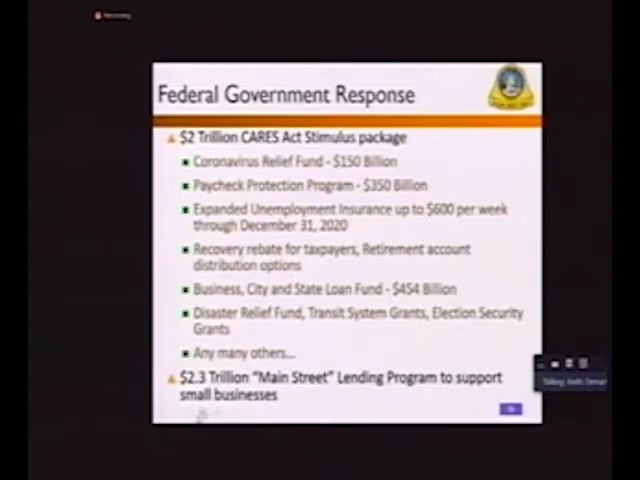 Recording
Federal Government Response
$2 Trillion CARES Act Stimulus package
Coronavirus Relief Fund - $150 Billion
Paycheck Protection Program - $350 Billion
Expanded Unemployment Insurance up to $600 per week
through December 31, 2020
Recovery rebate for taxpayers, Retirement account
distribution options
Business, City and State Loan Fund - $454 Billion
Disaster Relief Fund, Transit System Grants, Election Security
Grants
Any many others...
$2.3 Trillion "Main Street" Lending Program to support
small businesses
Talking: